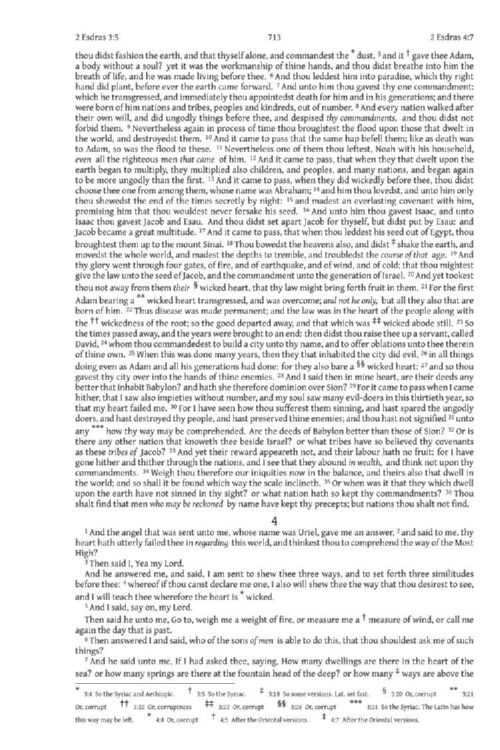 2 Esdras 3:5 713 2 Esdras 4:7
thou didst fashion the earth, and that thyself alone, and commandest the * dust, 5 and it † gave thee Adam,
a body without a soul? yet it was the workmanship of thine hands, and thou didst breathe into him the
breath of life, and he was made living before thee. 6 And thou leddest him into paradise, which thy right
hand did plant, before ever the earth came forward. 7 And unto him thou gavest thy one commandment:
which he transgressed, and immediately thou appointedst death for him and in his generations; and there
were born of him nations and tribes, peoples and kindreds, out of number. 8 And every nation walked after
their own will, and did ungodly things before thee, and despised thy commandments, and thou didst not
forbid them. 9 Nevertheless again in process of time thou broughtest the flood upon those that dwelt in
the world, and destroyedst them. 10 And it came to pass that the same hap befell them; like as death was
to Adam, so was the flood to these. 11 Nevertheless one of them thou leftest, Noah with his household,
even all the righteous men that came of him. 12 And it came to pass, that when they that dwelt upon the
earth began to multiply, they multiplied also children, and peoples, and many nations, and began again
to be more ungodly than the first. 13 And it came to pass, when they did wickedly before thee, thou didst
choose thee one from among them, whose name was Abraham; 14 and him thou lovedst, and unto him only
thou shewedst the end of the times secretly by night: 15 and madest an everlasting covenant with him,
promising him that thou wouldest never forsake his seed. 16 And unto him thou gavest Isaac, and unto
Isaac thou gavest Jacob and Esau. And thou didst set apart Jacob for thyself, but didst put by Esau: and
Jacob became a great multitude. 17 And it came to pass, that when thou leddest his seed out of Egypt, thou
broughtest them up to the mount Sinai. 18 Thou bowedst the heavens also, and didst ‡ shake the earth, and
movedst the whole world, and madest the depths to tremble, and troubledst the course of that age. 19 And
thy glory went through four gates, of fire, and of earthquake, and of wind, and of cold; that thou mightest
give the law unto the seed of Jacob, and the commandment unto the generation of Israel. 20 And yet tookest
thou not away from them their § wicked heart, that thy law might bring forth fruit in them. 21 For the first
Adam bearing a ** wicked heart transgressed, and was overcome; and not he only, but all they also that are
born of him. 22 Thus disease was made permanent; and the law was in the heart of the people along with
the †† wickedness of the root; so the good departed away, and that which was ‡‡ wicked abode still. 23 So
the times passed away, and the years were brought to an end: then didst thou raise thee up a servant, called
David, 24 whom thou commandedst to build a city unto thy name, and to offer oblations unto thee therein
of thine own. 25 When this was done many years, then they that inhabited the city did evil, 26 in all things
doing even as Adam and all his generations had done: for they also bare a §§ wicked heart: 27 and so thou
gavest thy city over into the hands of thine enemies. 28 And I said then in mine heart, are their deeds any
better that inhabit Babylon? and hath she therefore dominion over Sion? 29 For it came to pass when I came
hither, that I saw also impieties without number, and my soul saw many evil-doers in this thirtieth year, so
that my heart failed me. 30 For I have seen how thou sufferest them sinning, and hast spared the ungodly
doers, and hast destroyed thy people, and hast preserved thine enemies; and thou hast not signified 31 unto
any *** how thy way may be comprehended. Are the deeds of Babylon better than those of Sion? 32 Or is
there any other nation that knoweth thee beside Israel? or what tribes have so believed thy covenants
as these tribes of Jacob? 33 And yet their reward appeareth not, and their labour hath no fruit: for I have
gone hither and thither through the nations, and I see that they abound in wealth, and think not upon thy
commandments. 34 Weigh thou therefore our iniquities now in the balance, and theirs also that dwell in
the world; and so shall it be found which way the scale inclineth. 35 Or when was it that they which dwell
upon the earth have not sinned in thy sight? or what nation hath so kept thy commandments? 36 Thou
shalt find that men who may be reckoned by name have kept thy precepts; but nations thou shalt not find.
4
1 And the angel that was sent unto me, whose name was Uriel, gave me an answer, 2 and said to me, thy
heart hath utterly failed thee in regarding this world, and thinkest thou to comprehend the way of the Most
High?
3 Then said I, Yea my Lord.
And he answered me, and said, I am sent to shew thee three ways, and to set forth three similitudes
before thee: 4 whereof if thou canst declare me one, I also will shew thee the way that thou desirest to see,
and I will teach thee wherefore the heart is * wicked.
5 And I said, say on, my Lord.
Then said he unto me, Go to, weigh me a weight of fire, or measure me a † measure of wind, or call me
again the day that is past.
6 Then answered I and said, who of the sons of men is able to do this, that thou shouldest ask me of such
things?
7 And he said unto me, If I had asked thee, saying, How many dwellings are there in the heart of the
sea? or how many springs are there at the fountain head of the deep? or how many ‡ ways are above the
* 3:4 So the Syriac and Aethiopic. † 3:5 So the Syriac. ‡ 3:18 So some versions. Lat. set fast. § 3:20 Or, corrupt ** 3:21
Or, corrupt †† 3:22 Or, corruptness ‡‡ 3:22 Or, corrupt §§ 3:26 Or, corrupt *** 3:31 So the Syriac. The Latin has how
this way may be left. * 4:4 Or, corrupt † 4:5 After the Oriental versions. ‡ 4:7 After the Oriental versions.